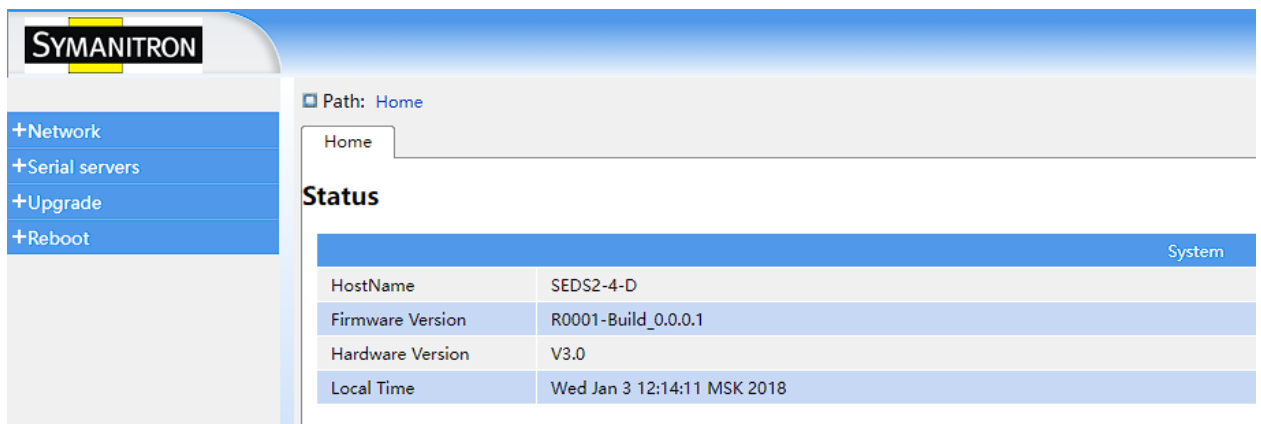 SYMANITRON
Path: Home
+Network
+Serial servers
+Upgrade
+Reboot
Home
Status
System
HostName SEDS2-4-D
Firmware Version R0001-Build_0.0.0.1
Hardware Version V3.0
Local Time Wed Jan 3 12:14:11 MSK 2018